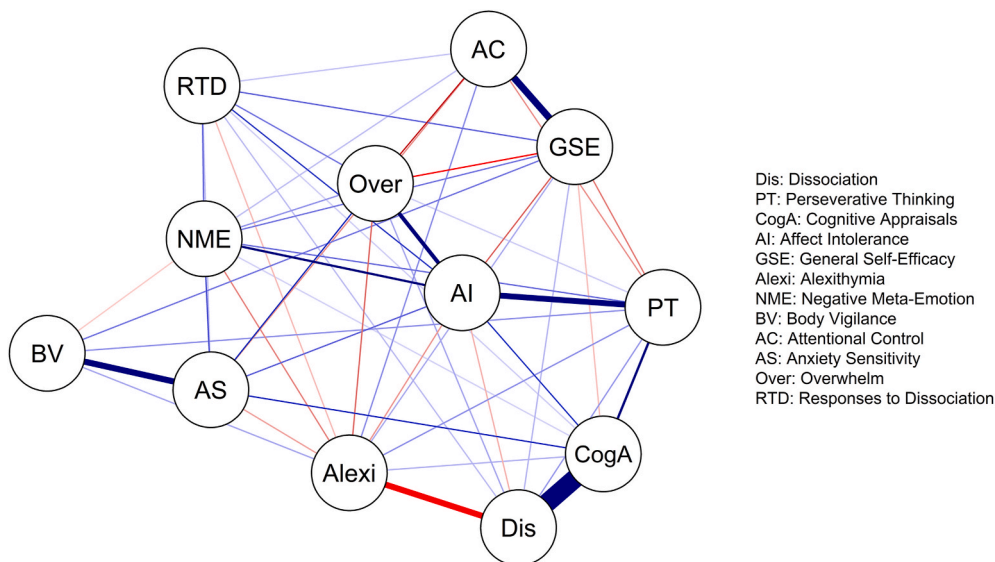 AC
RTD
GSE
Over
NME
AI
PT
BV
AS
CogA
Alexi
Dis
Dis: Dissociation
PT: Perseverative Thinking
CogA: Cognitive Appraisals
AI: Affect Intolerance
GSE: General Self-Efficacy
Alexi: Alexithymia
NME: Negative Meta-Emotion
BV: Body Vigilance
AC: Attentional Control
AS: Anxiety Sensitivity
Over: Overwhelm
RTD: Responses to Dissociation